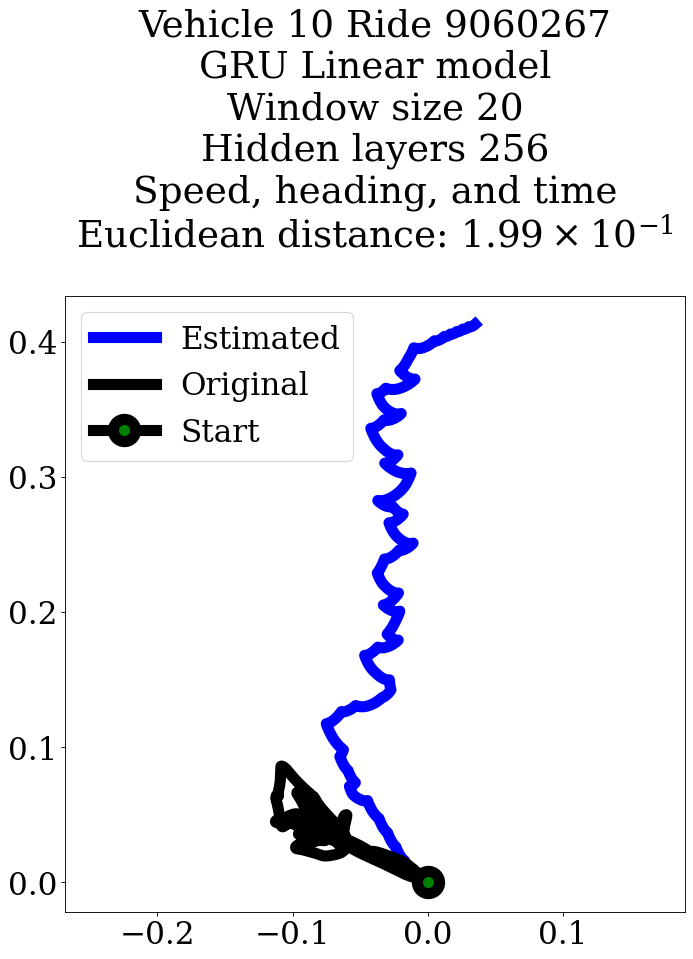 Vehicle 10 Ride 9060267
GRU Linear model
Window size 20
Hidden layers 256
Speed, heading, and time
Euclidean distance: 1.99 × 10⁻¹
Estimated
Original
Start
0.4
0.3
0.2
0.1
0.0
−0.2 −0.1 0.0 0.1